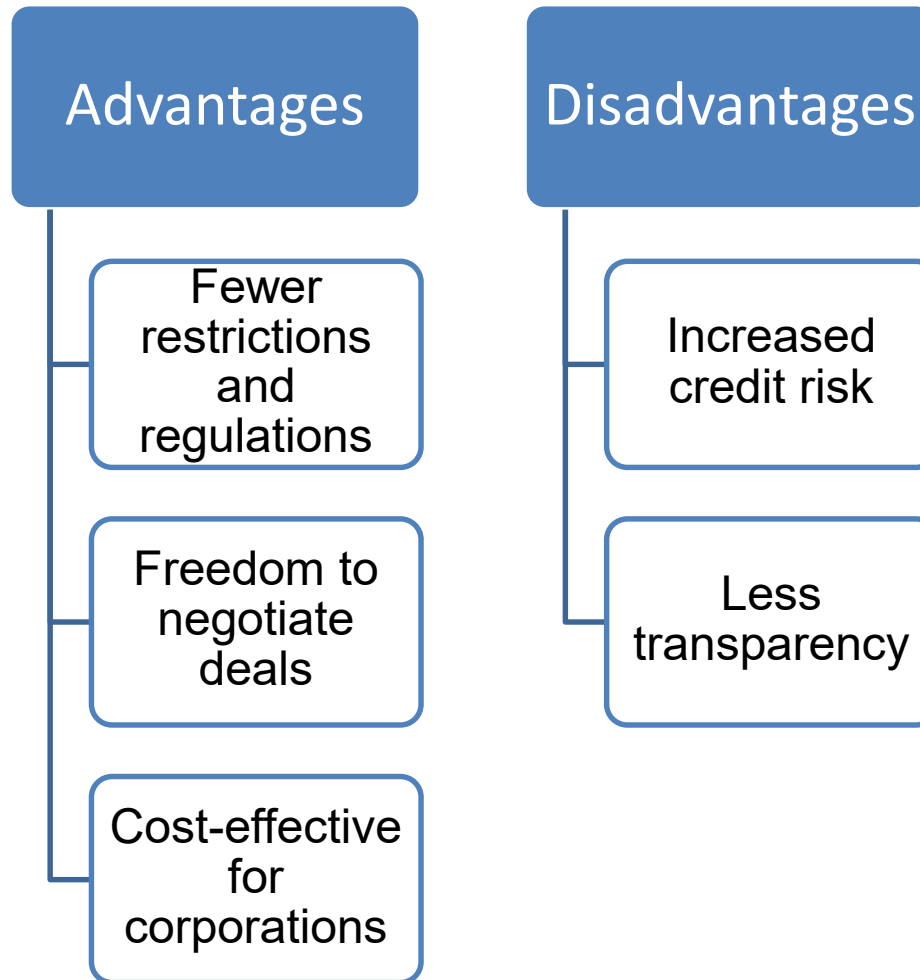 Advantages
Fewer
restrictions
and
regulations
Freedom to
negotiate
deals
Cost-effective
for
corporations
Disadvantages
Increased
credit risk
Less
transparency